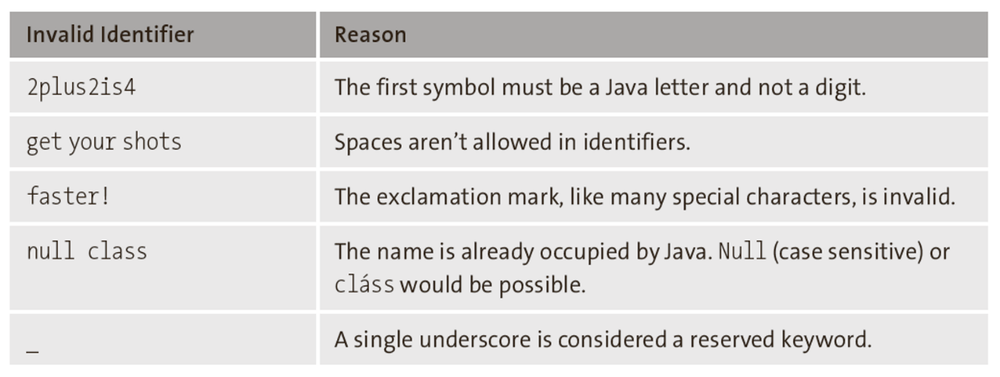 Invalid Identifier Reason
2plus2is4 The first symbol must be a Java letter and not a digit.
get your shots Spaces aren’t allowed in identifiers.
faster! The exclamation mark, like many special characters, is invalid.
null class The name is already occupied by Java. Null (case sensitive) or
cláss would be possible.
_ A single underscore is considered a reserved keyword.